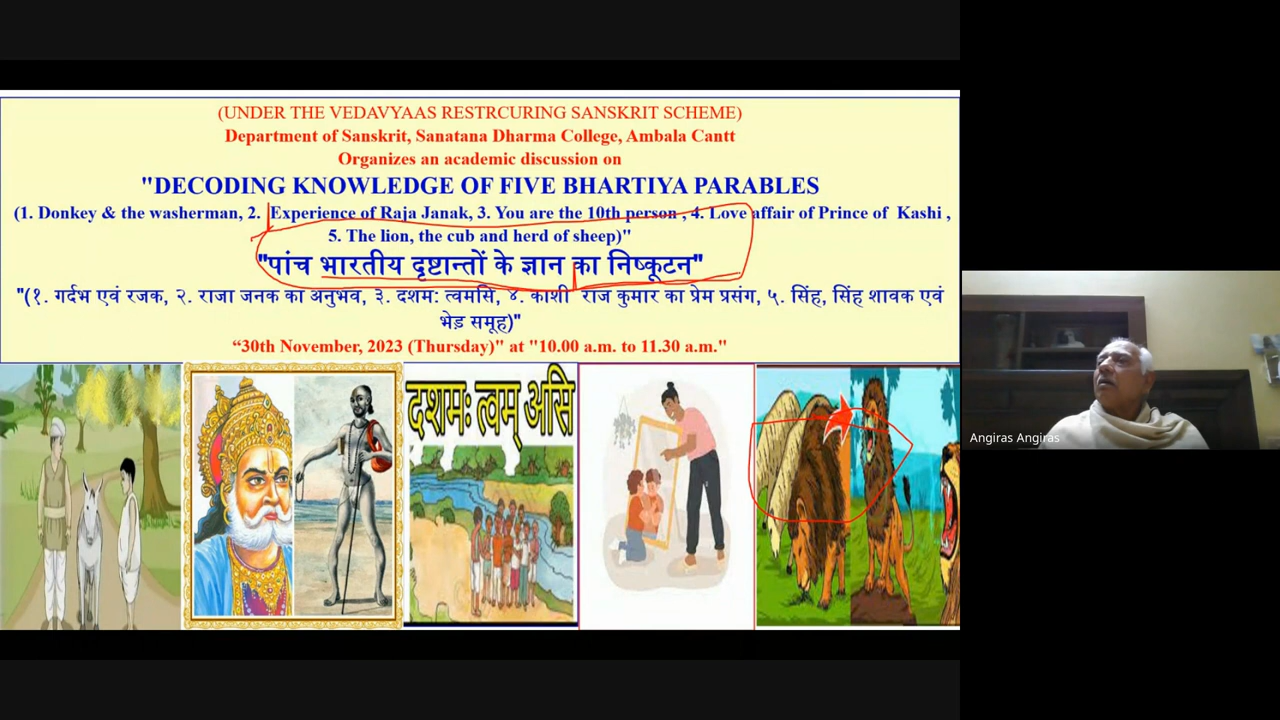 (UNDER THE VEDAVYAAS RESTRCURING SANSKRIT SCHEME)
Department of Sanskrit, Sanatana Dharma College, Ambala Cantt
Organizes an academic discussion on
"DECODING KNOWLEDGE OF FIVE BHARTIYA PARABLES
(1. Donkey & the washerman, 2. Experience of Raja Janak, 3. You are the 10th person , 4. Love affair of Prince of Kashi ,
5. The lion, the cub and herd of sheep)"
"पांच भारतीय दृष्टान्तों के ज्ञान का निष्कूटन"
"(१. गर्दभ एवं रजक, २. राजा जनक का अनुभव, ३. दशम: त्वमसि, ४. काशी राज कुमार का प्रेम प्रसंग, ५. सिंह, सिंह शावक एवं
भेड़ समूह)"
“30th November, 2023 (Thursday)" at "10.00 a.m. to 11.30 a.m."
दशमः त्वम् असि
Angiras Angiras